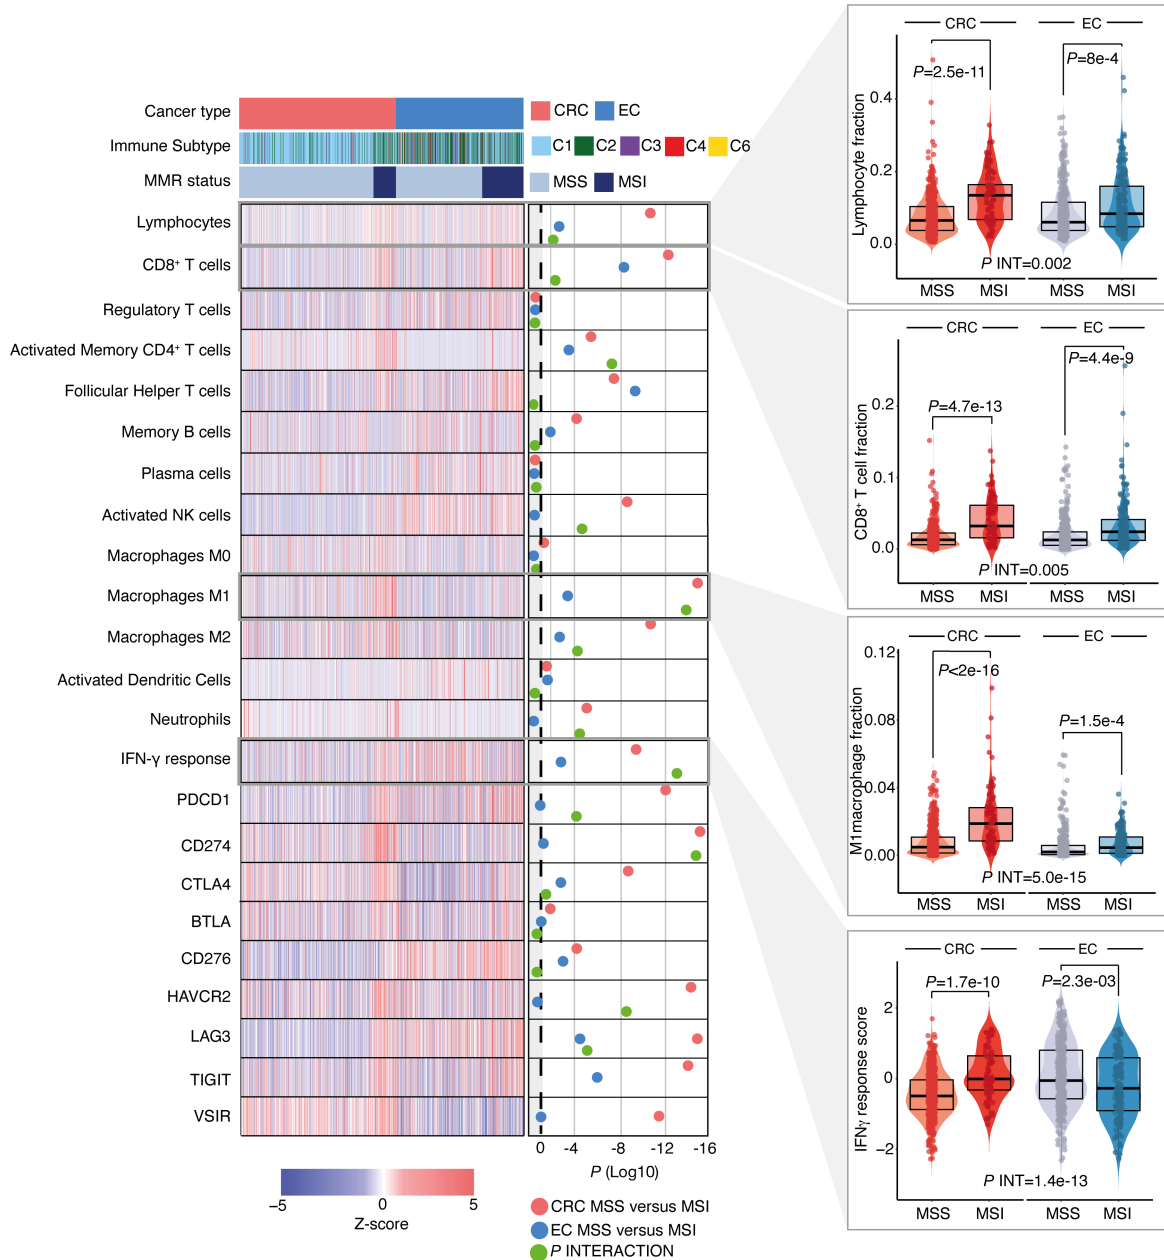 Cancer type
CRC EC
Immune Subtype
C1 C2 C3 C4 C6
MMR status
MSS MSI
Lymphocytes
CD8⁺ T cells
Regulatory T cells
Activated Memory CD4⁺ T cells
Follicular Helper T cells
Memory B cells
Plasma cells
Activated NK cells
Macrophages M0
Macrophages M1
Macrophages M2
Activated Dendritic Cells
Neutrophils
IFN-γ response
PDCD1
CD274
CTLA4
BTLA
CD276
HAVCR2
LAG3
TIGIT
VSIR
0 -4 -8 -12 -16
P (Log10)
−5 0 5
Z-score
CRC MSS versus MSI
EC MSS versus MSI
P INTERACTION
CRC EC
P=2.5e-11
P=8e-4
Lymphocyte fraction
0.4
0.2
0.0
P INT=0.002
MSS MSI MSS MSI
CRC EC
P=4.7e-13
P=4.4e-9
CD8⁺ T cell fraction
0.2
0.1
0.0
P INT=0.005
MSS MSI MSS MSI
CRC EC
P<2e-16
P=1.5e-4
M1macrophage fraction
0.12
0.08
0.04
0.00
P INT=5.0e-15
MSS MSI MSS MSI
CRC EC
P=1.7e-10
P=2.3e-03
IFNγ response score
2
0
−2
P INT=1.4e-13
MSS MSI MSS MSI